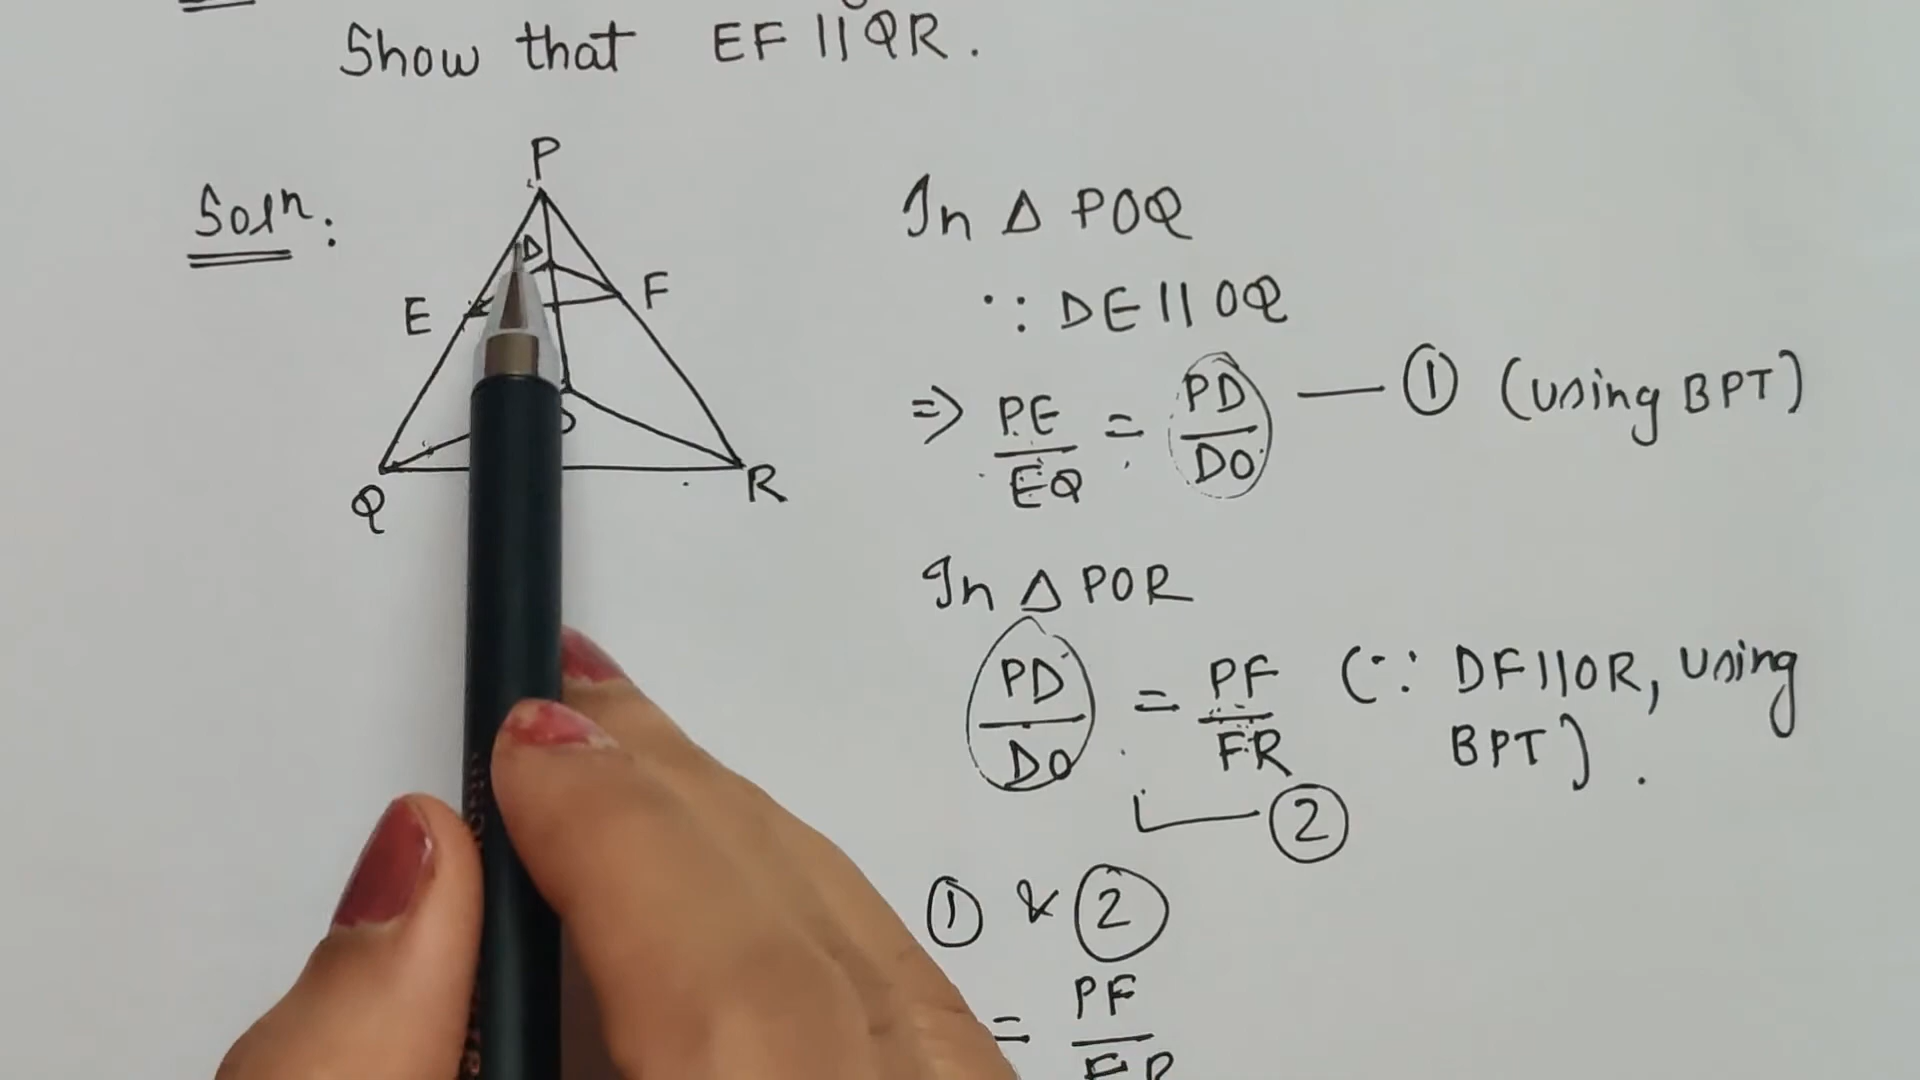 Show that EF || QR.
Soln:
P
D
E
F
Q
R
In Δ POQ
∵ DE || OQ
⇒ PE/EQ = PD/DO — ① (using BPT)
In Δ POR
PD/DO = PF/FR (∵ DF || OR, using
BPT).
②
① & ②
= PF/FR